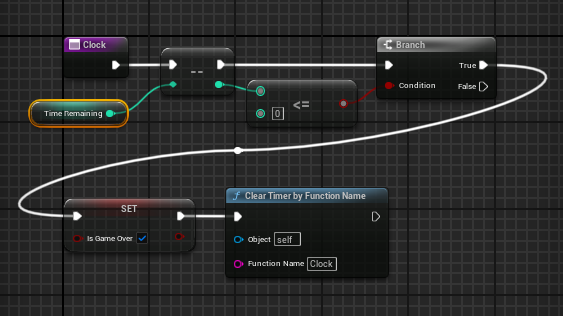 Clock
--
Branch
True
Time Remaining
Condition
False
<=
0
SET
Is Game Over
Clear Timer by Function Name
Object self
Function Name Clock